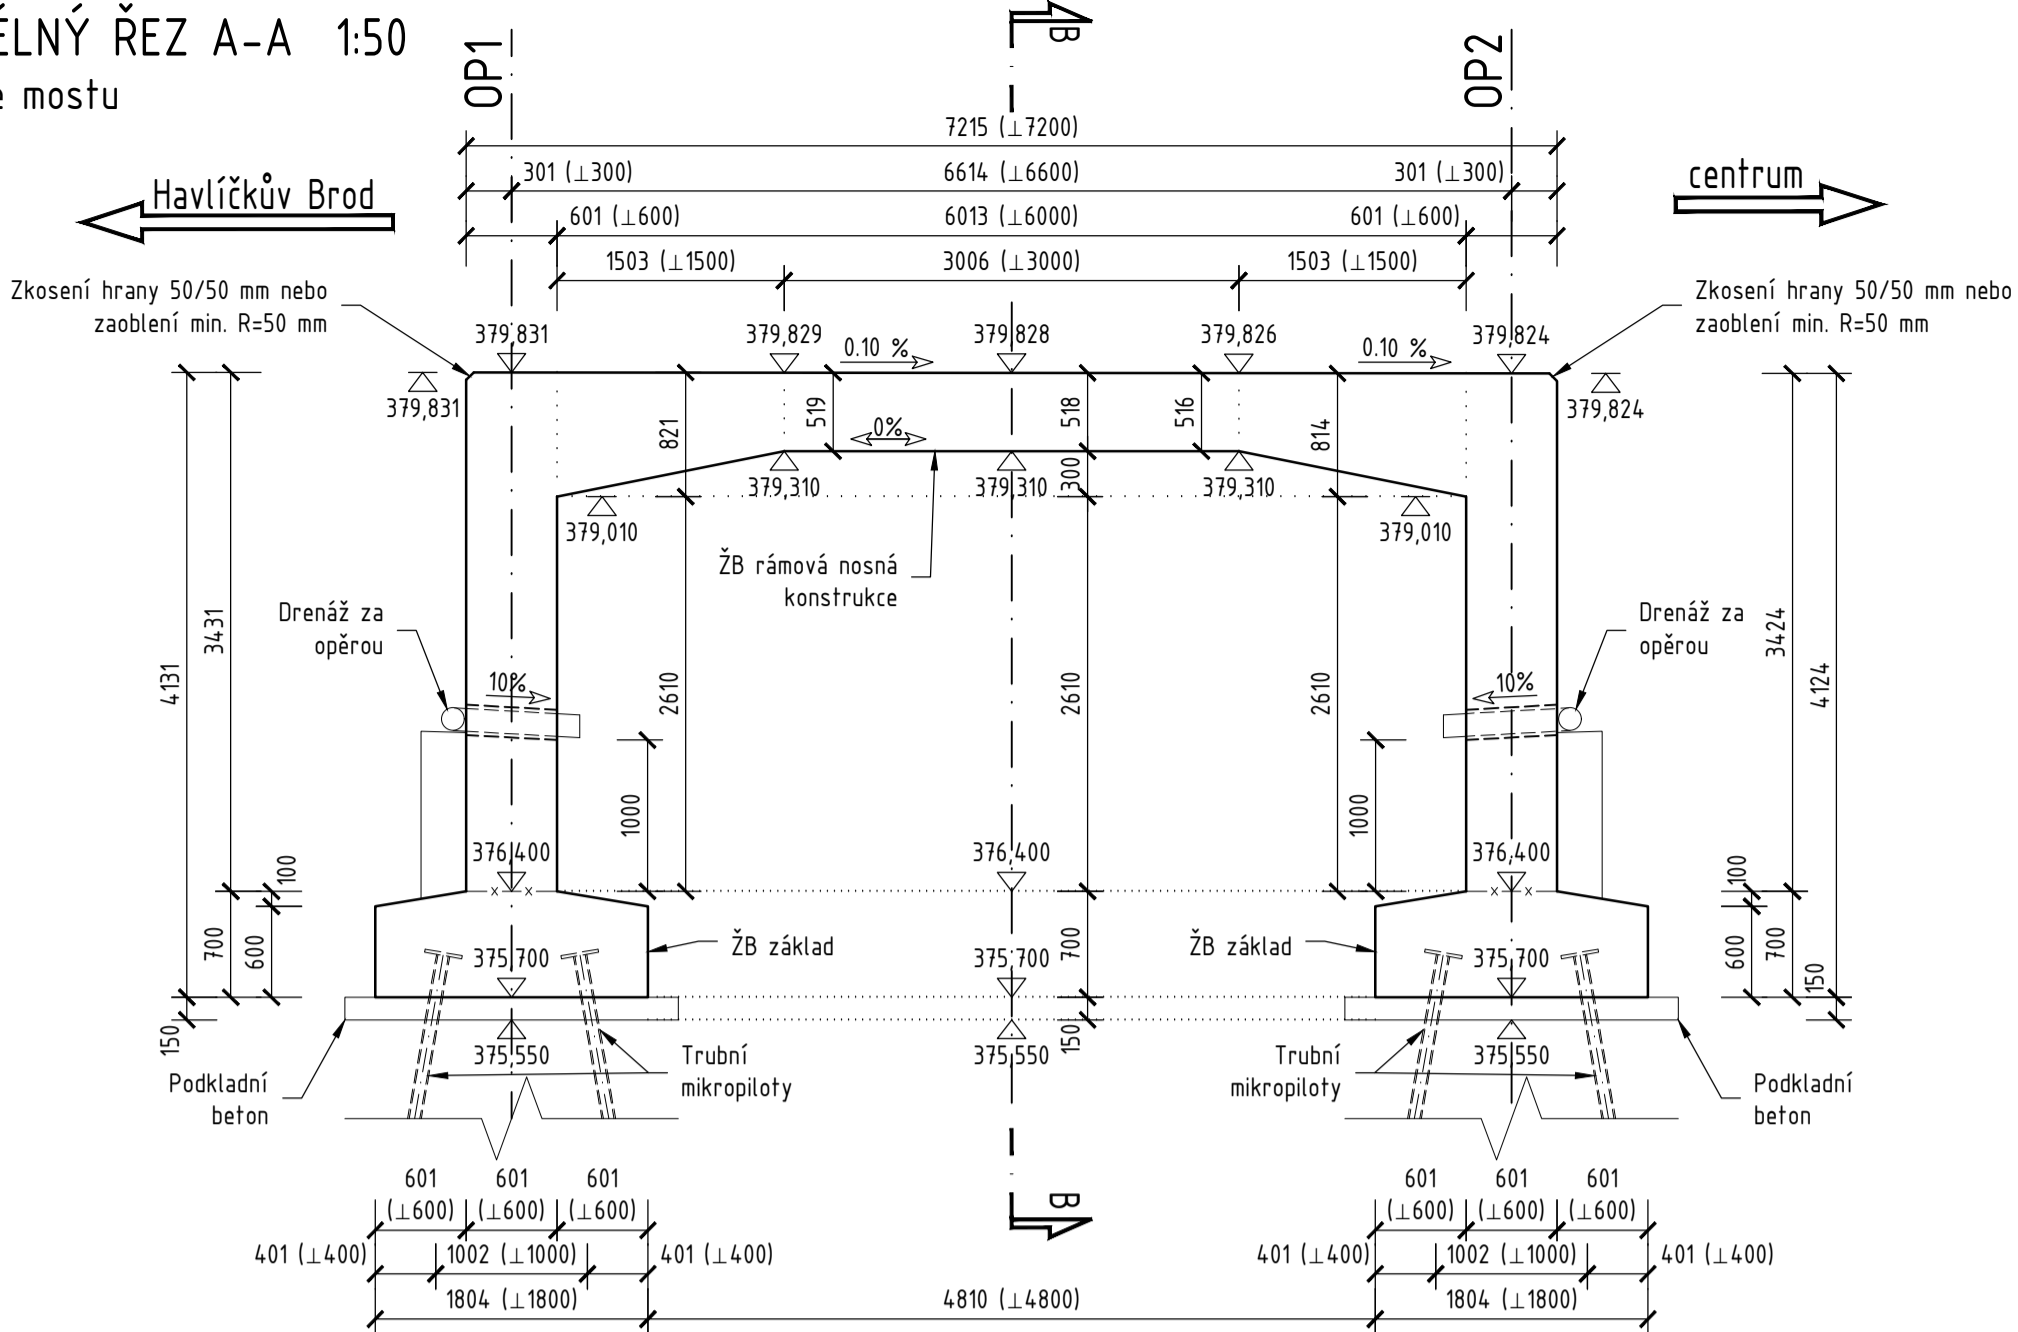 ĚLNÝ ŘEZ A-A 1:50
e mostu
OP1
OP2
B
7215 (⊥7200)
301 (⊥300)
6614 (⊥6600)
301 (⊥300)
Havlíčkův Brod
centrum
601 (⊥600)
6013 (⊥6000)
601 (⊥600)
1503 (⊥1500)
3006 (⊥3000)
1503 (⊥1500)
Zkosení hrany 50/50 mm nebo
zaoblení min. R=50 mm
Zkosení hrany 50/50 mm nebo
zaoblení min. R=50 mm
379,831
379,829
0.10 %
379,828
379,826
0.10 %
379,824
379,831
379,824
821
519
0%
518
516
814
300
379,310
379,310
379,310
379,010
379,010
ŽB rámová nosná
konstrukce
Drenáž za
opěrou
Drenáž za
opěrou
4131
3431
10%
2610
2610
2610
10%
3424
4124
1000
1000
376,400
376,400
376,400
100
700
600
100
600
700
150
ŽB základ
ŽB základ
375,700
375,700
700
375,700
150
150
375,550
375,550
375,550
Podkladní
beton
Trubní
mikropiloty
Trubní
mikropiloty
Podkladní
beton
601 601 601
(⊥600) (⊥600) (⊥600)
B
601 601 601
(⊥600) (⊥600) (⊥600)
401 (⊥400)
1002 (⊥1000)
401 (⊥400)
401 (⊥400)
1002 (⊥1000)
401 (⊥400)
1804 (⊥1800)
4810 (⊥4800)
1804 (⊥1800)